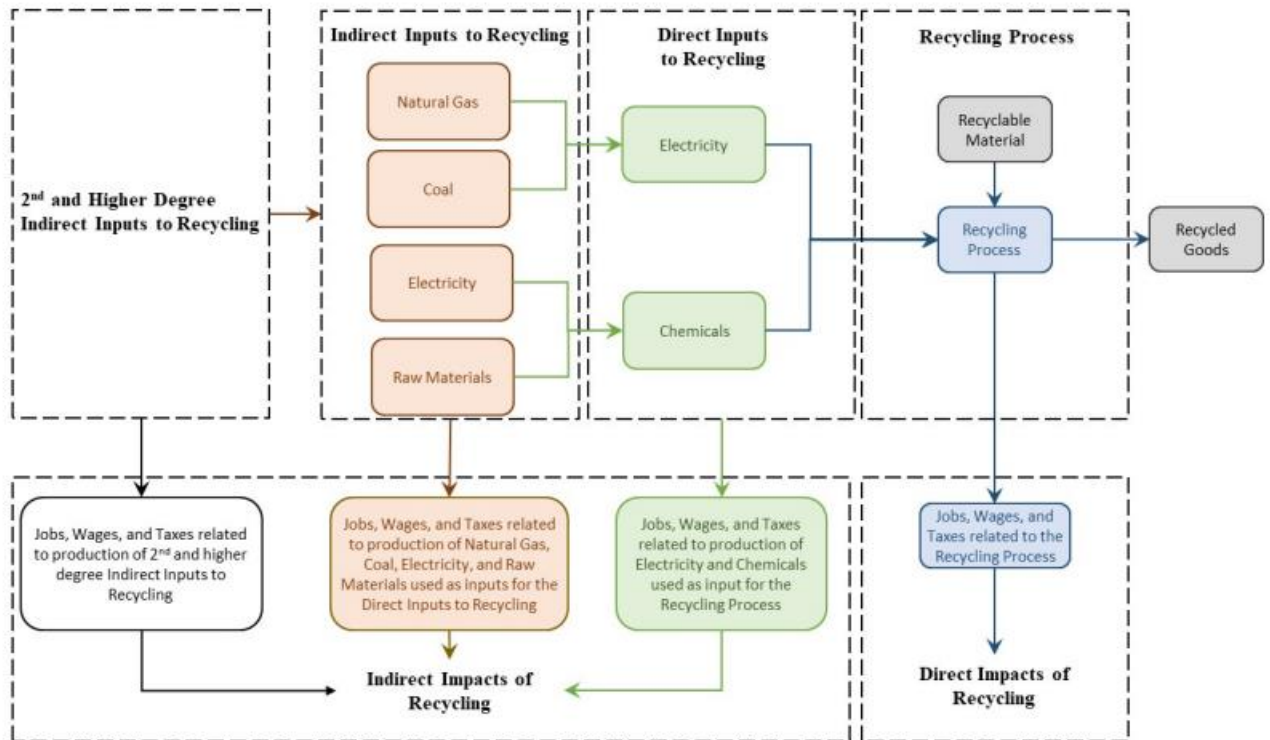 Indirect Inputs to Recycling
Natural Gas
Coal
Electricity
Raw Materials
Direct Inputs
to Recycling
Electricity
Chemicals
Recycling Process
Recyclable
Material
Recycling
Process
Recycled
Goods
2nd and Higher Degree
Indirect Inputs to Recycling
Jobs, Wages, and Taxes related
to production of 2nd and higher
degree Indirect Inputs to
Recycling
Jobs, Wages, and Taxes related
to production of Natural Gas,
Coal, Electricity, and Raw
Materials used as inputs for the
Direct Inputs to Recycling
Jobs, Wages, and Taxes
related to production of
Electricity and Chemicals
used as input for the
Recycling Process
Jobs, Wages, and
Taxes related to the
Recycling Process
Indirect Impacts of
Recycling
Direct Impacts of
Recycling